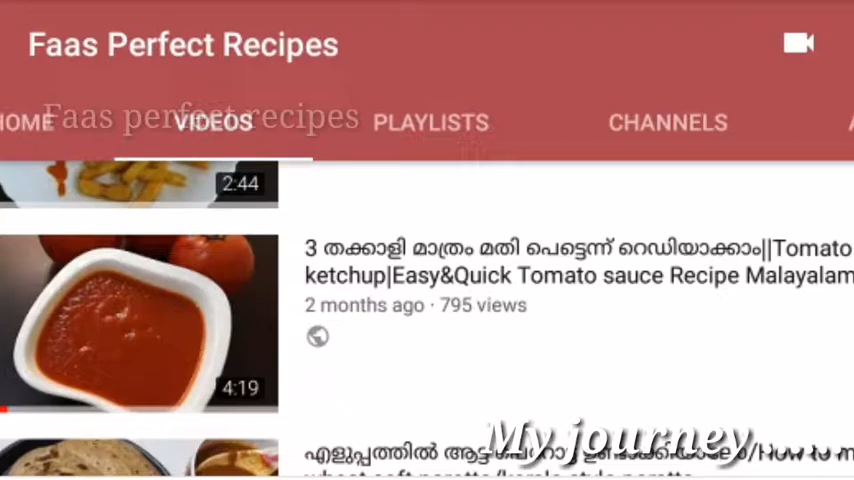 Faas Perfect Recipes
Faas perfect recipes
HOME VIDEOS PLAYLISTS CHANNELS
2:44
3 തക്കാളി മാത്രം മതി പെട്ടെന്ന് റെഡിയാക്കാം||Tomato
ketchup|Easy&Quick Tomato sauce Recipe Malayalam
2 months ago · 795 views
4:19
My journey
എളുപ്പത്തിൽ